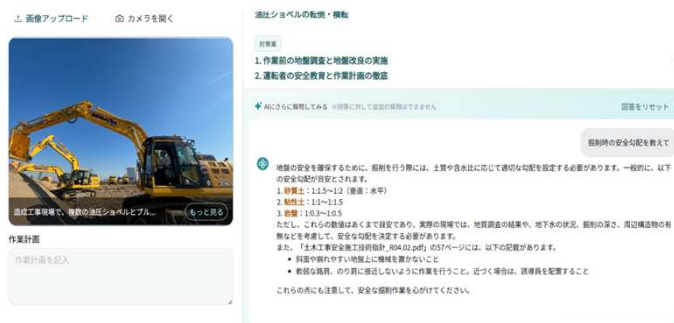 画像アップロード
カメラを開く
KOMATSU
造成工事現場で、複数の油圧ショベルとブル...
もっと見る
作業計画
作業計画を記入
油圧ショベルの転倒・横転
対策案
1. 作業前の地盤調査と地盤改良の実施
2. 運転者の安全教育と作業計画の徹底
AIにさらに質問してみる ※回答に対して追加の質問はできません
回答をリセット
掘削時の安全勾配を教えて
地盤の安全を確保するために、掘削を行う際には、土質や含水比に応じて適切な勾配を設定する必要があります。一般的に、以下
の安全勾配が目安とされます。
1. 砂質土：1:1.5～1:2（垂直：水平）
2. 粘性土：1:1～1:1.5
3. 岩盤：1:0.3～1:0.5
ただし、これらの数値はあくまで目安であり、実際の現場では、地質調査の結果や、地下水の状況、掘削の深さ、周辺構造物の有
無などを考慮して、安全な勾配を決定する必要があります。
また、「土木工事安全施工技術指針_R04.02.pdf」の57ページには、以下の記載があります。
• 斜面や崩れやすい地盤上に機械を置かないこと
• 軟弱な路肩、のり肩に接近しないように作業を行うこと。近づく場合は、誘導員を配置すること
これらの点にも注意して、安全な掘削作業を心がけてください。